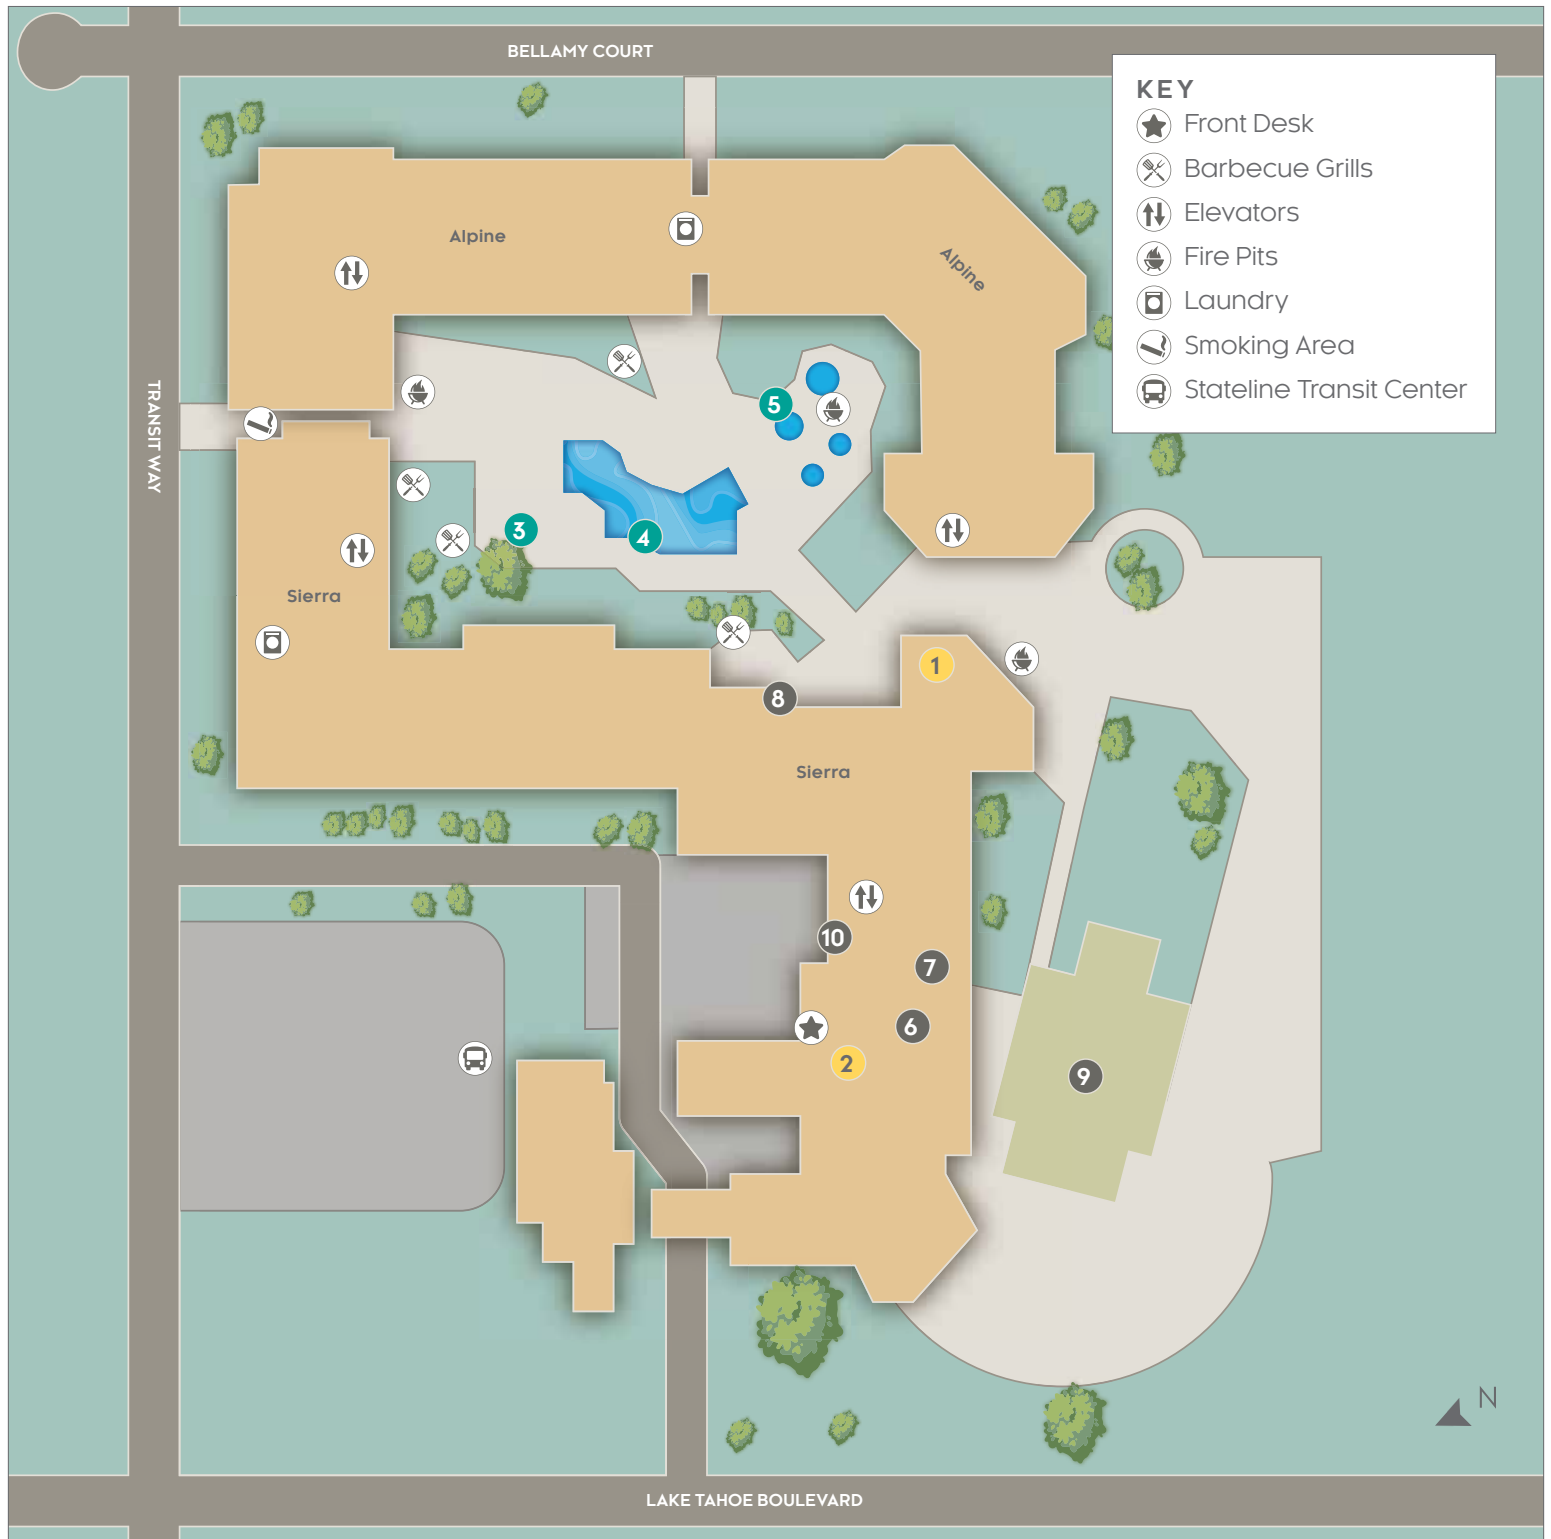 BELLAMY COURT
KEY
Front Desk
Barbecue Grills
Elevators
Fire Pits
Laundry
Smoking Area
Stateline Transit Center
Alpine
Alpine
TRANSIT WAY
5
3
4
Sierra
1
8
Sierra
10
7
6
2
9
N
LAKE TAHOE BOULEVARD